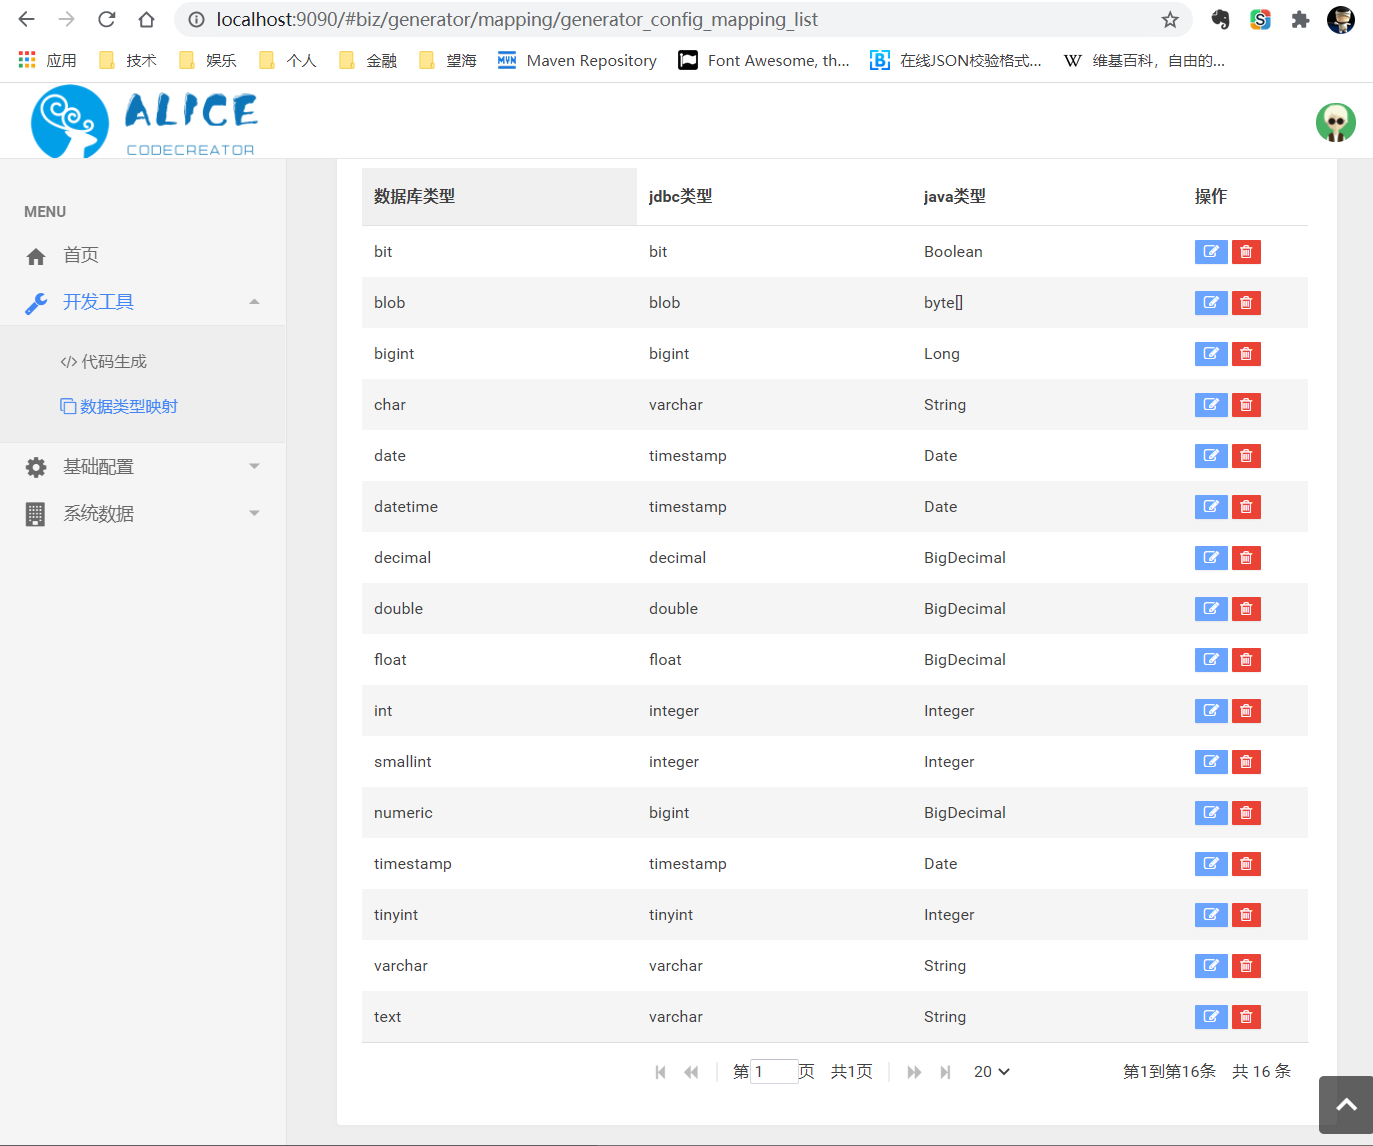 localhost:9090/#biz/generator/mapping/generator_config_mapping_list
应用 技术 娱乐 个人 金融 望海 MVN Maven Repository Font Awesome, th... 在线JSON校验格式... W 维基百科，自由的...
ALICE
CODECREATOR
MENU
首页
开发工具
代码生成
数据类型映射
基础配置
系统数据
数据库类型 jdbc类型 java类型 操作
bit bit Boolean
blob blob byte[]
bigint bigint Long
char varchar String
date timestamp Date
datetime timestamp Date
decimal decimal BigDecimal
double double BigDecimal
float float BigDecimal
int integer Integer
smallint integer Integer
numeric bigint BigDecimal
timestamp timestamp Date
tinyint tinyint Integer
varchar varchar String
text varchar String
第 1 页 共1页 20 第1到第16条 共 16 条